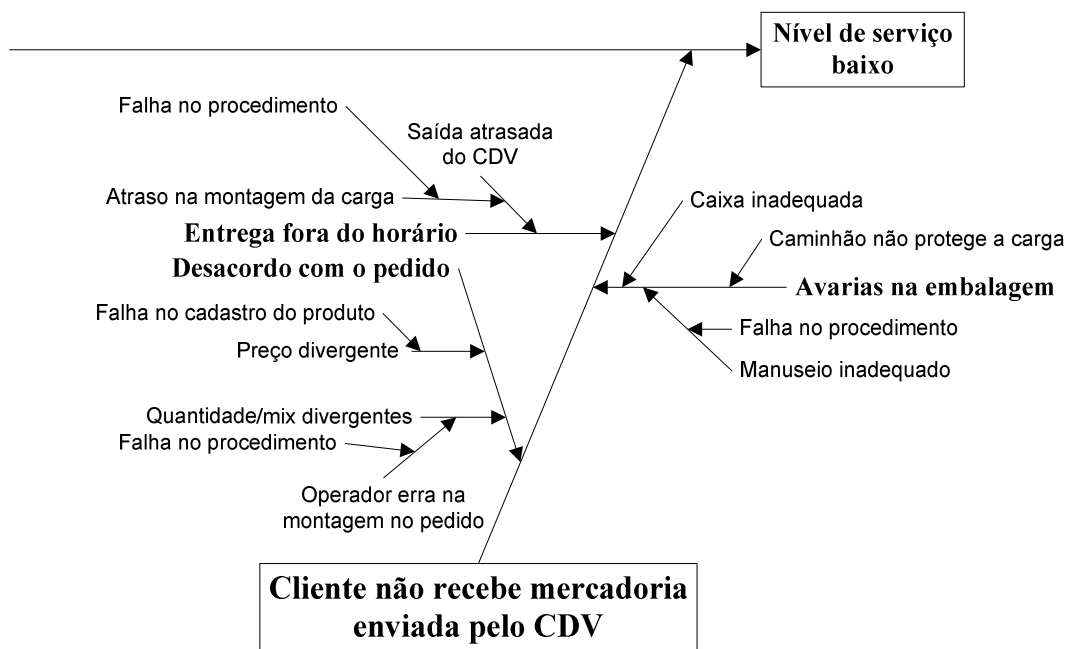 Nível de serviço
baixo
Falha no procedimento
Saída atrasada
do CDV
Atraso na montagem da carga
Caixa inadequada
Entrega fora do horário
Caminhão não protege a carga
Desacordo com o pedido
Avarias na embalagem
Falha no cadastro do produto
Falha no procedimento
Preço divergente
Manuseio inadequado
Quantidade/mix divergentes
Falha no procedimento
Operador erra na
montagem no pedido
Cliente não recebe mercadoria
enviada pelo CDV